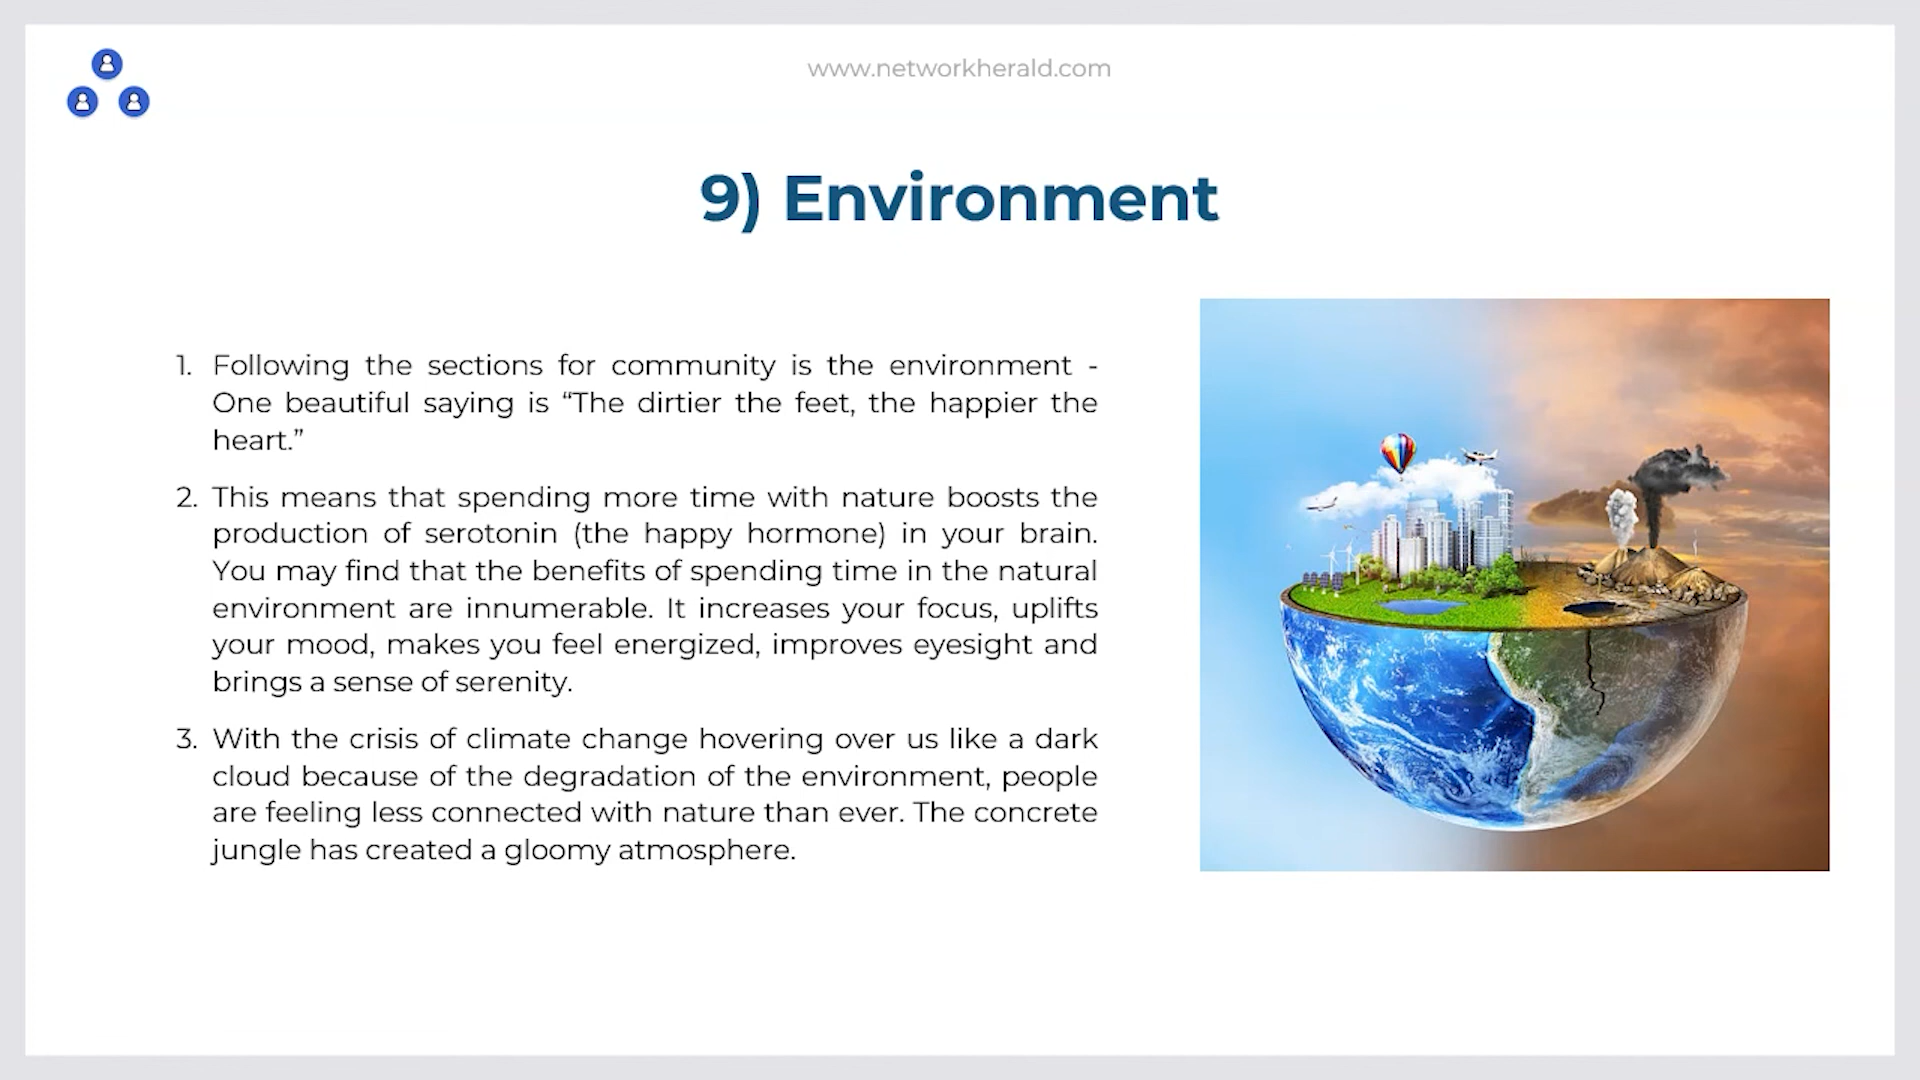 www.networkherald.com
9) Environment
1. Following the sections for community is the environment -
One beautiful saying is “The dirtier the feet, the happier the
heart.”
2. This means that spending more time with nature boosts the
production of serotonin (the happy hormone) in your brain.
You may find that the benefits of spending time in the natural
environment are innumerable. It increases your focus, uplifts
your mood, makes you feel energized, improves eyesight and
brings a sense of serenity.
3. With the crisis of climate change hovering over us like a dark
cloud because of the degradation of the environment, people
are feeling less connected with nature than ever. The concrete
jungle has created a gloomy atmosphere.